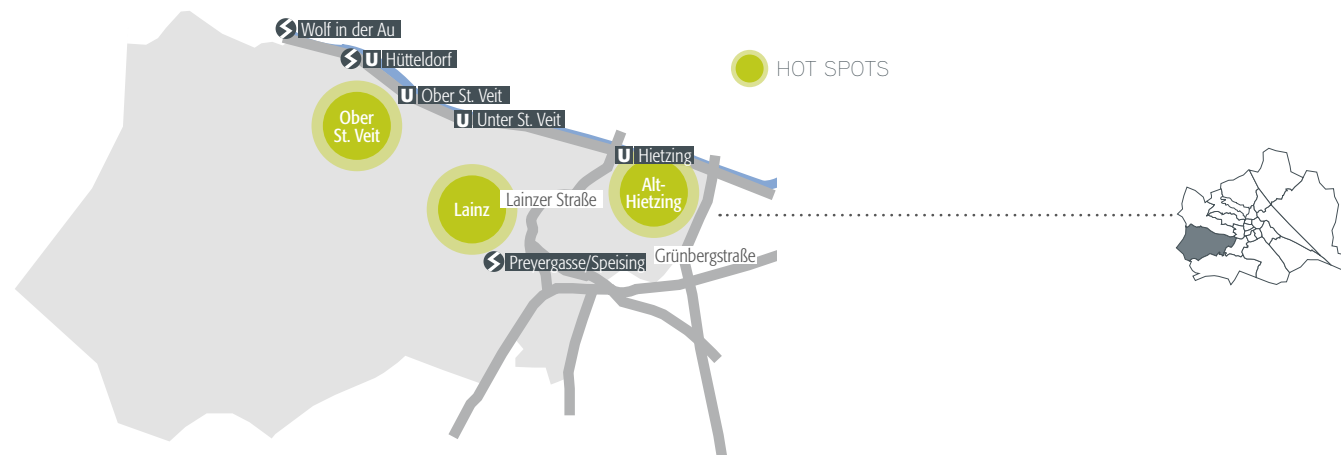 Wolf in der Au
U Hütteldorf
HOT SPOTS
U Ober St. Veit
U Unter St. Veit
Ober
St. Veit
U Hietzing
Alt-
Hietzing
Lainz
Lainzer Straße
Grünbergstraße
Preyergasse/Speising